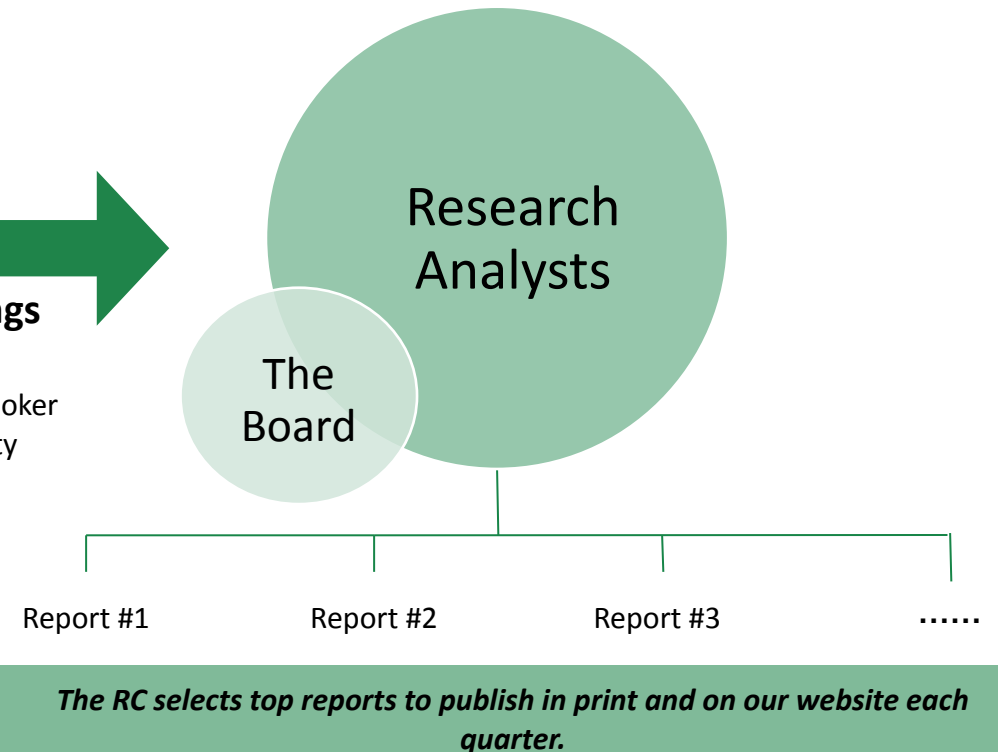 Research
Analysts
The
Board
Report #1
Report #2
Report #3
......
The RC selects top reports to publish in print and on our website each
quarter.